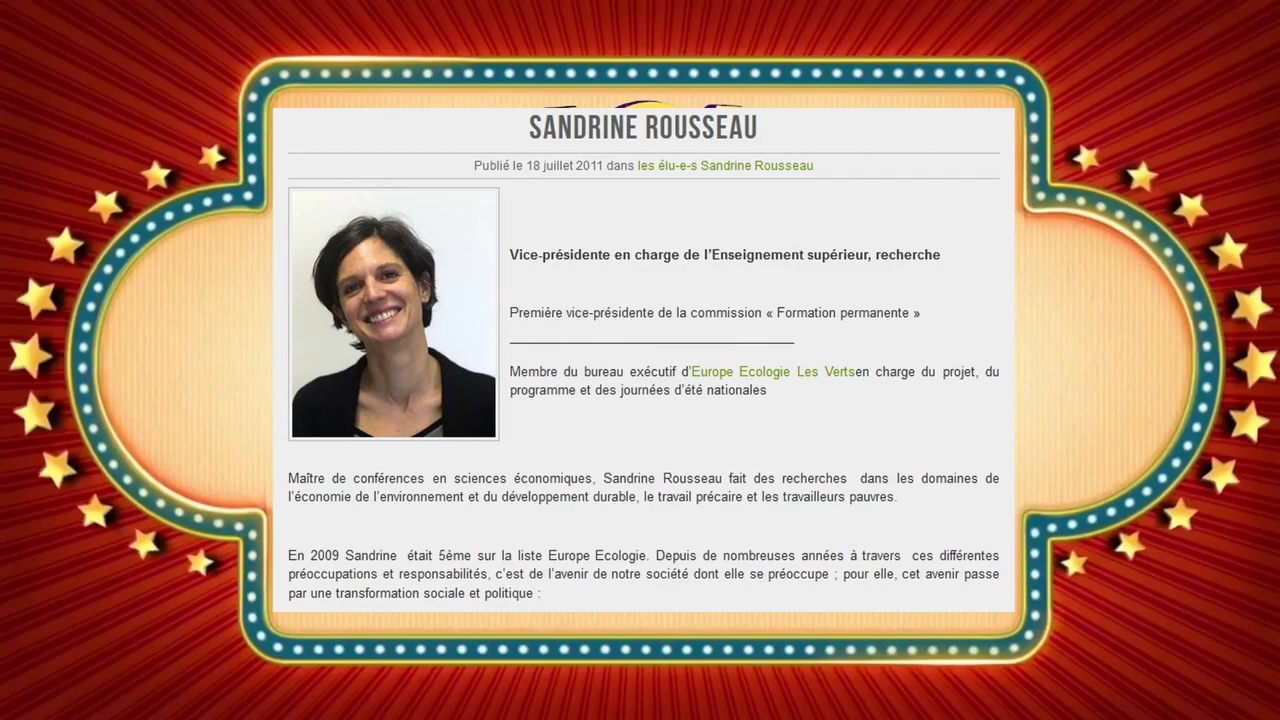 SANDRINE ROUSSEAU
Publié le 18 juillet 2011 dans les élu-e-s Sandrine Rousseau
Vice-présidente en charge de l'Enseignement supérieur, recherche
Première vice-présidente de la commission « Formation permanente »
Membre du bureau exécutif d'Europe Ecologie Les Vertsen charge du projet, du
programme et des journées d'été nationales
Maître de conférences en sciences économiques, Sandrine Rousseau fait des recherches dans les domaines de
l'économie de l'environnement et du développement durable, le travail précaire et les travailleurs pauvres.
En 2009 Sandrine était 5ème sur la liste Europe Ecologie. Depuis de nombreuses années à travers ces différentes
préoccupations et responsabilités, c'est de l'avenir de notre société dont elle se préoccupe ; pour elle, cet avenir passe
par une transformation sociale et politique :